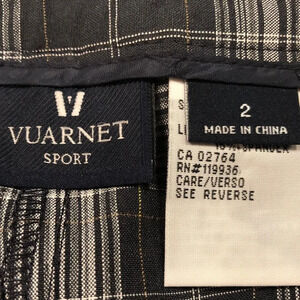 VUARNET
SPORT
2
MADE IN CHINA
CA 02764
RN#119936
CARE/VERSO
SEE REVERSE